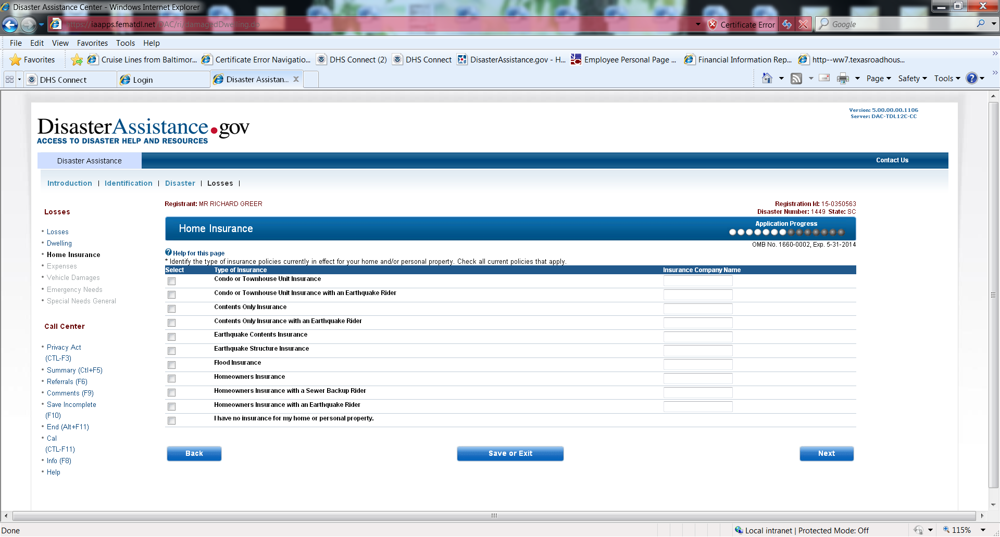 Disaster Assistance Center - Windows Internet Explorer
https://iaapps.fematdl.net/DAC/ri/damagedDwelling.do
Certificate Error
Google
File Edit View Favorites Tools Help
Favorites
Cruise Lines from Baltimor...
Certificate Error Navigatio...
DHS Connect (2)
DHS Connect
DisasterAssistance.gov - H...
Employee Personal Page ...
Financial Information Rep...
http--ww7.texasroadhous...
DHS Connect
Login
Disaster Assistan...
Page
Safety
Tools
Version: 5.00.00.00.1106
Server: DAC-TDL12C-CC
DisasterAssistance.gov
ACCESS TO DISASTER HELP AND RESOURCES
Disaster Assistance
Contact Us
Introduction | Identification | Disaster | Losses |
Registrant: MR RICHARD GREER
Registration Id: 15-0350563
Disaster Number: 1449 State: SC
Losses
Losses
Dwelling
Home Insurance
Expenses
Vehicle Damages
Emergency Needs
Special Needs General
Call Center
Privacy Act
(CTL-F3)
Summary (Ctl+F5)
Referrals (F6)
Comments (F9)
Save Incomplete
(F10)
End (Alt+F11)
Cal
(CTL-F11)
Info (F8)
Help
Home Insurance
Application Progress
OMB No. 1660-0002, Exp. 5-31-2014
Help for this page
* Identify the type of insurance policies currently in effect for your home and/or personal property. Check all current policies that apply.
Select Type of Insurance Insurance Company Name
Condo or Townhouse Unit Insurance
Condo or Townhouse Unit Insurance with an Earthquake Rider
Contents Only Insurance
Contents Only Insurance with an Earthquake Rider
Earthquake Contents Insurance
Earthquake Structure Insurance
Flood Insurance
Homeowners Insurance
Homeowners Insurance with a Sewer Backup Rider
Homeowners Insurance with an Earthquake Rider
I have no insurance for my home or personal property.
Back
Save or Exit
Next
Done
Local intranet | Protected Mode: Off
115%